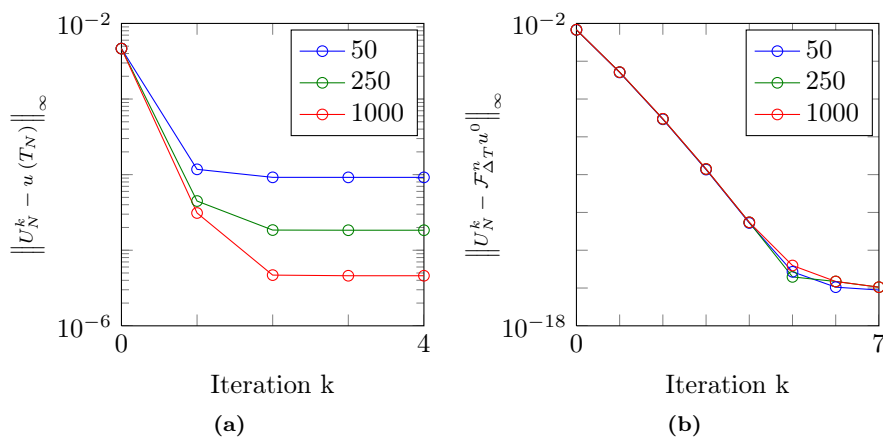 10⁻²
50
250
1000
‖U_N^k − u (T_N)‖_∞
10⁻⁶
0
4
Iteration k
(a)
10⁻²
50
250
1000
‖U_N^k − ℱ_{ΔT}^n u⁰‖_∞
10⁻¹⁸
0
7
Iteration k
(b)